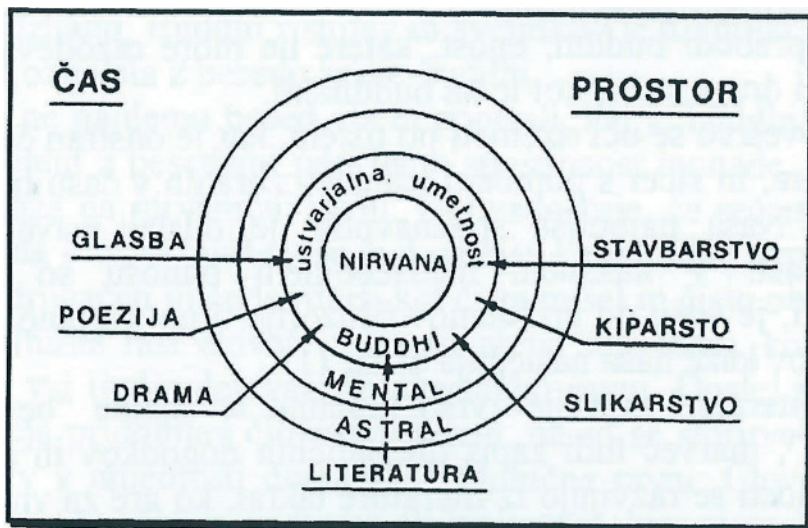 ČAS
PROSTOR
ustvarjalna umetnost
GLASBA
NIRVANA
STAVBARSTVO
POEZIJA
KIPARSTO
BUDDHI
DRAMA
MENTAL
SLIKARSTVO
ASTRAL
LITERATURA